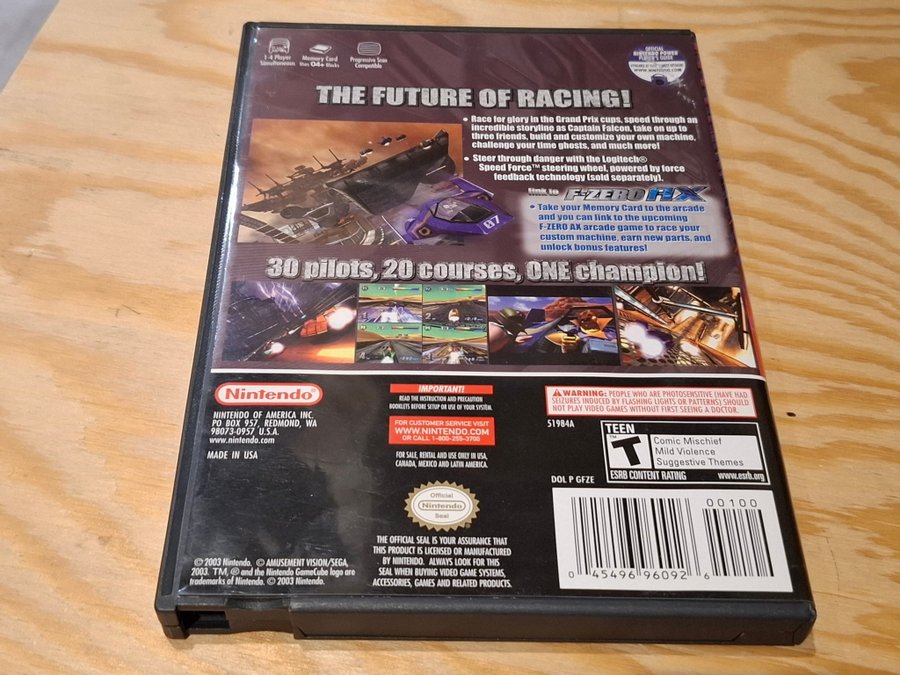 1-4 Player
Simultaneous
Memory Card
Uses 04+ Blocks
Progressive Scan
Compatible
OFFICIAL
NINTENDO POWER
PLAYER'S GUIDE
WWW.NINTENDO.COM
THE FUTURE OF RACING!
• Race for glory in the Grand Prix cups, speed through an
incredible storyline as Captain Falcon, take on up to
three friends, build and customize your own machine,
challenge your time ghosts, and much more!
• Steer through danger with the Logitech®
Speed Force™ steering wheel, powered by force
feedback technology (sold separately).
link to F-ZERO AX
• Take your Memory Card to the arcade
and you can link to the upcoming
F-ZERO AX arcade game to race your
custom machine, earn new parts, and
unlock bonus features!
07
30 pilots, 20 courses, ONE champion!
Nintendo®
NINTENDO OF AMERICA INC.
PO BOX 957, REDMOND, WA
98073-0957 U.S.A.
www.nintendo.com
MADE IN USA
IMPORTANT!
READ THE INSTRUCTION AND PRECAUTION
BOOKLETS BEFORE SETUP OR USE OF YOUR SYSTEM.
FOR CUSTOMER SERVICE VISIT
WWW.NINTENDO.COM
OR CALL 1-800-255-3700
FOR SALE, RENTAL AND USE ONLY IN USA,
CANADA, MEXICO AND LATIN AMERICA.
Official
Nintendo
Seal
THE OFFICIAL SEAL IS YOUR ASSURANCE THAT
THIS PRODUCT IS LICENSED OR MANUFACTURED
BY NINTENDO. ALWAYS LOOK FOR THIS
SEAL WHEN BUYING VIDEO GAME SYSTEMS,
ACCESSORIES, GAMES AND RELATED PRODUCTS.
WARNING: PEOPLE WHO ARE PHOTOSENSITIVE (HAVE HAD
SEIZURES INDUCED BY FLASHING LIGHTS OR PATTERNS) SHOULD
NOT PLAY VIDEO GAMES WITHOUT FIRST SEEING A DOCTOR.
51984A
TEEN
T
Comic Mischief
Mild Violence
Suggestive Themes
ESRB CONTENT RATING www.esrb.org
DOL P GFZE
00100
0 45496 96092 6
© 2003 Nintendo. © AMUSEMENT VISION/SEGA,
2003. TM, ® and the Nintendo GameCube logo are
trademarks of Nintendo. © 2003 Nintendo.